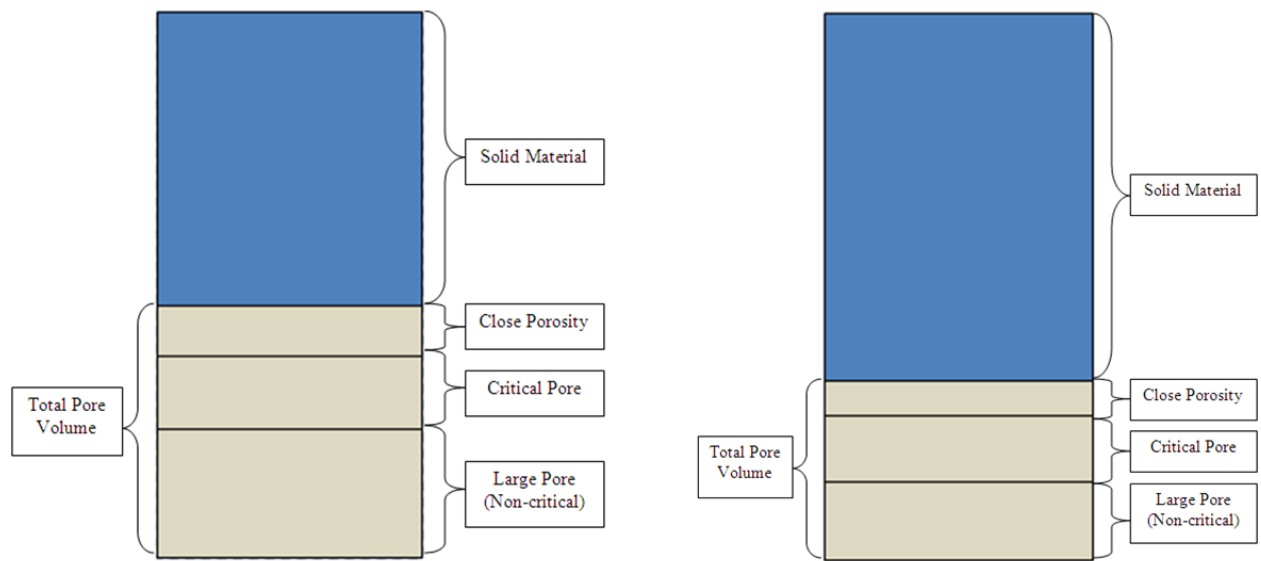 Solid Material
Close Porosity
Critical Pore
Total Pore
Volume
Large Pore
(Non-critical)
Solid Material
Close Porosity
Critical Pore
Total Pore
Volume
Large Pore
(Non-critical)